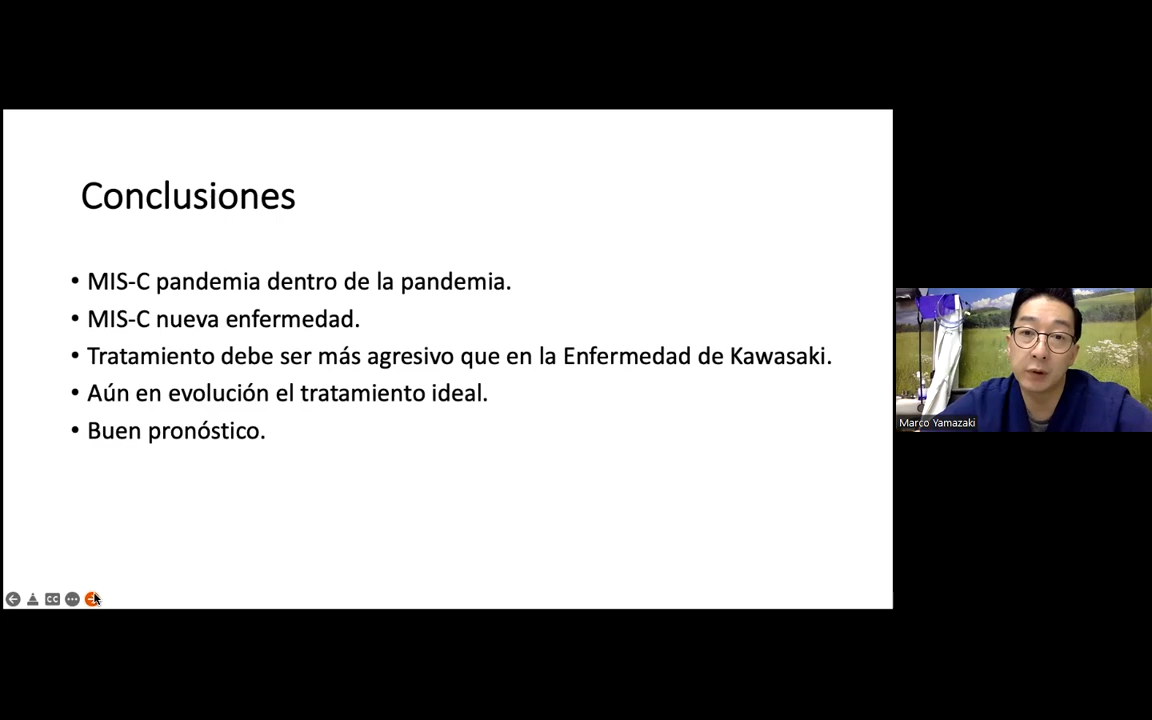 Conclusiones
• MIS-C pandemia dentro de la pandemia.
• MIS-C nueva enfermedad.
• Tratamiento debe ser más agresivo que en la Enfermedad de Kawasaki.
• Aún en evolución el tratamiento ideal.
• Buen pronóstico.
Marco Yamazaki
CC